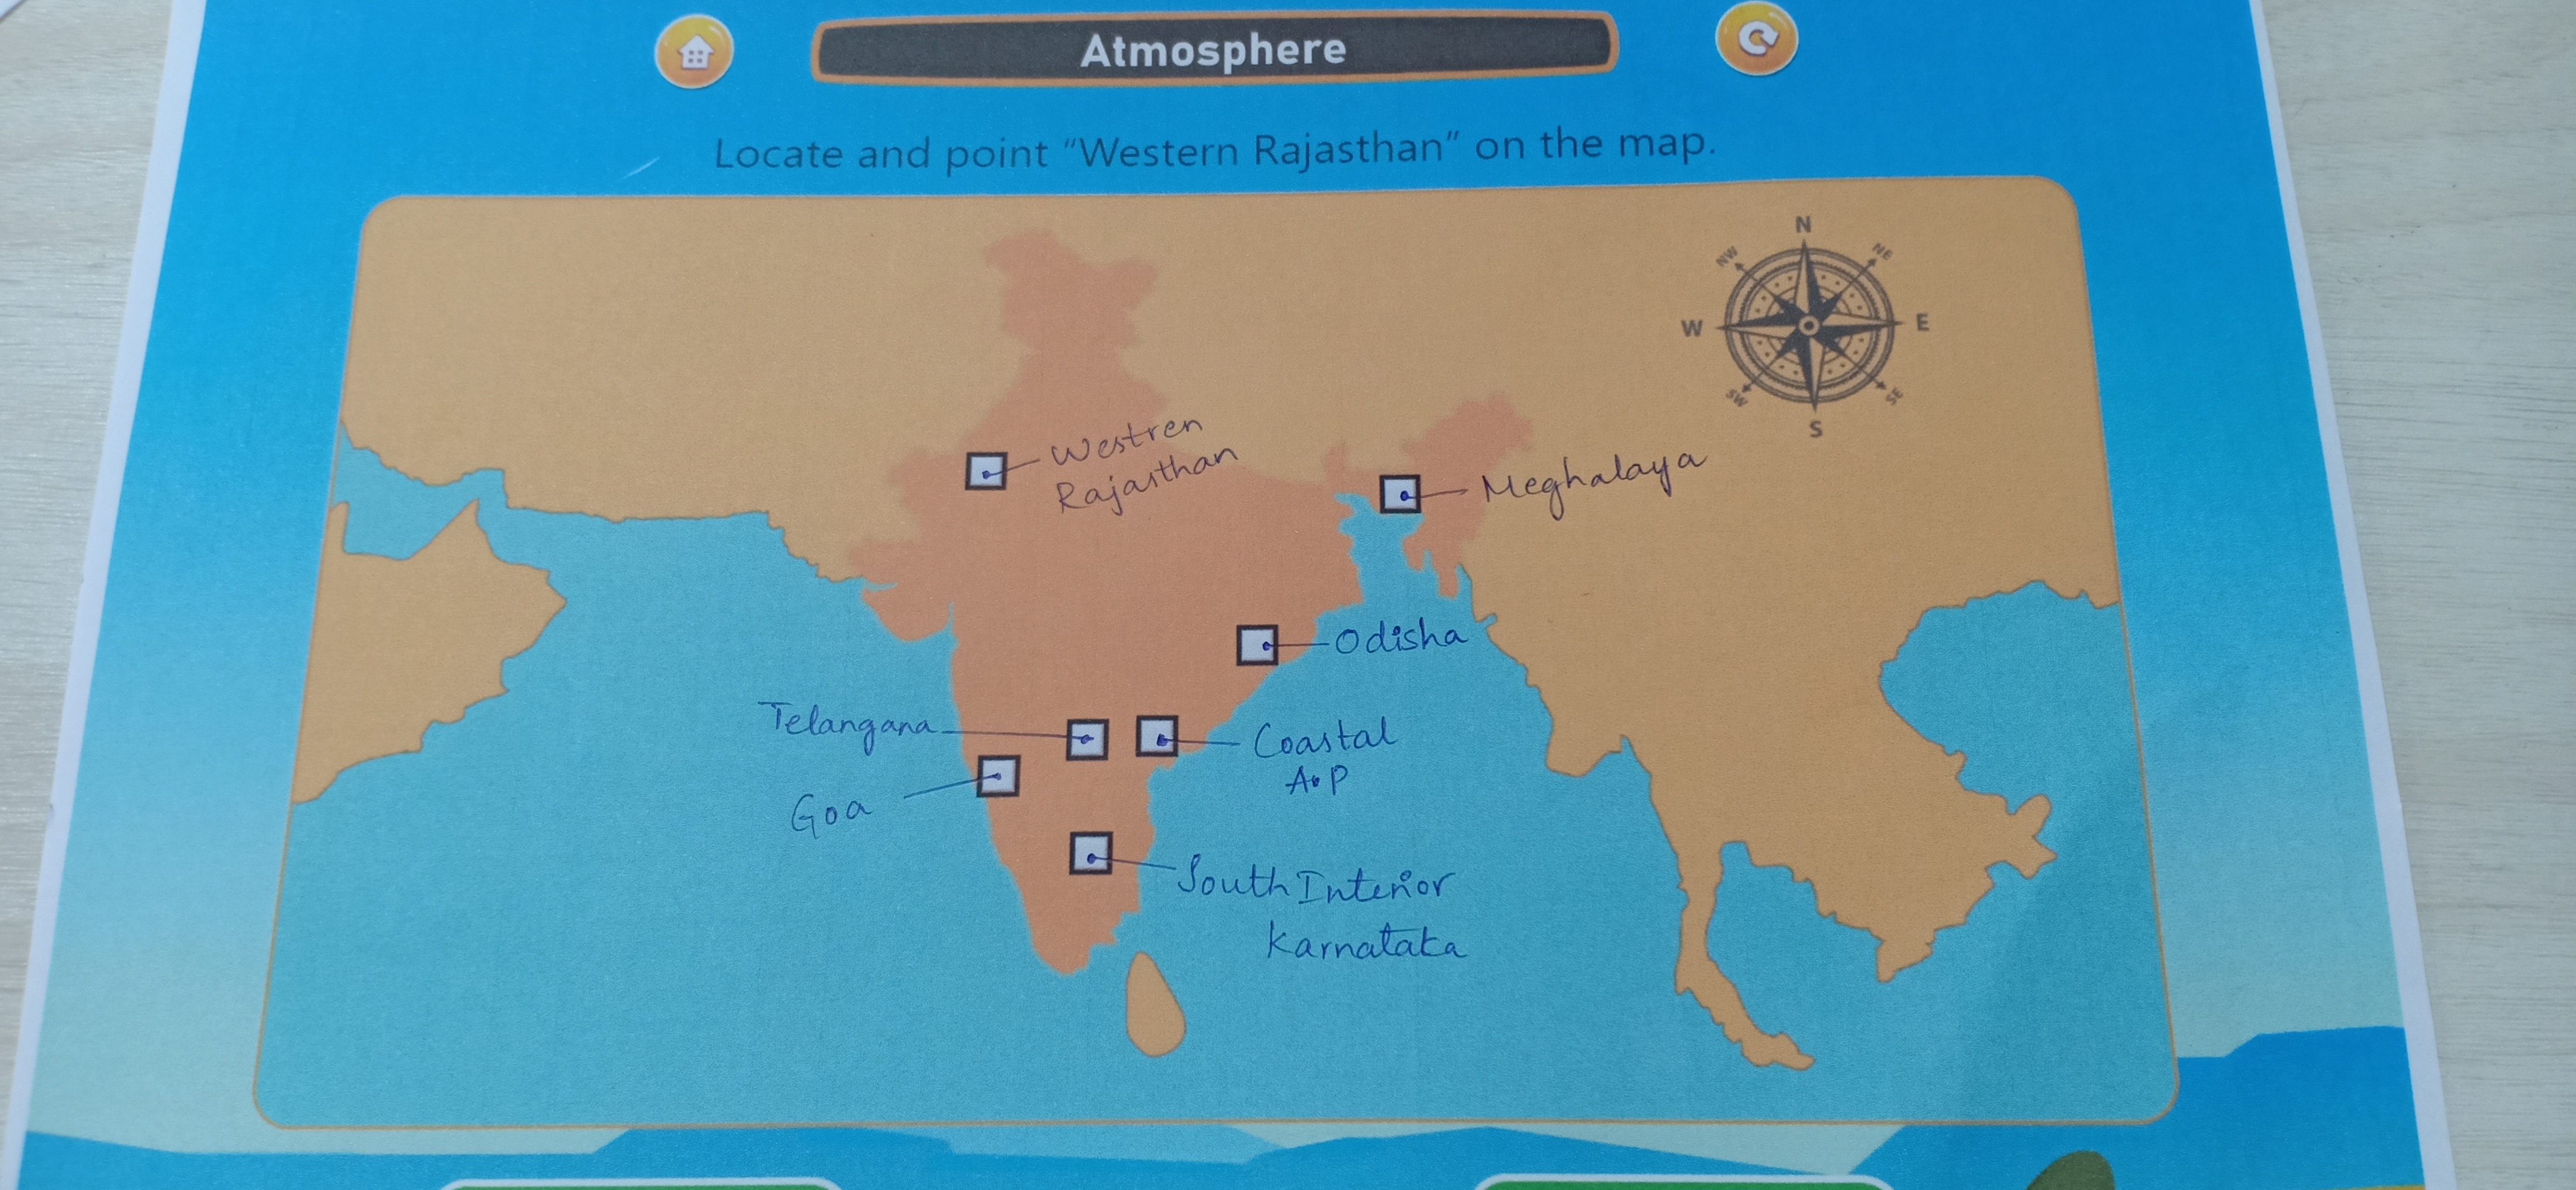 Atmosphere
Locate and point "Western Rajasthan" on the map.
N
NW
NE
W
E
SW
SE
S
Westren
Rajasthan
Meghalaya
Odisha
Telangana
Coastal
A.P
Goa
South Interior
Karnataka